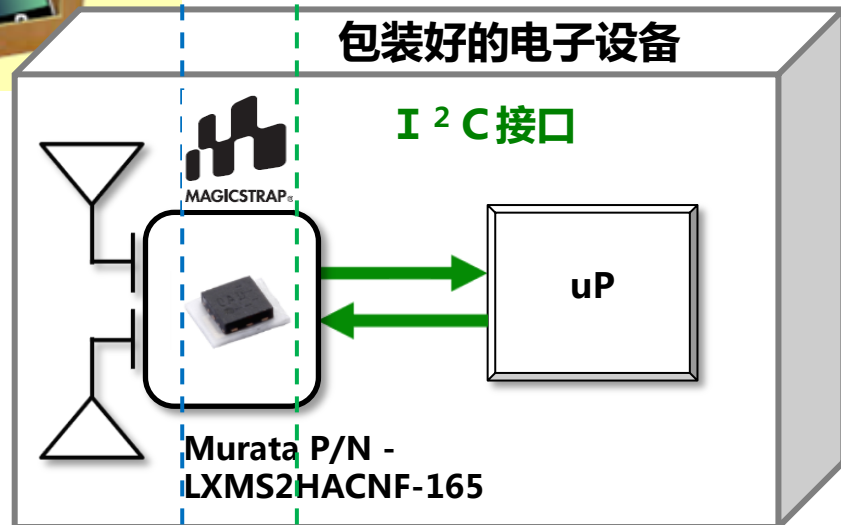 包装好的电子设备
I ² C接口
MAGICSTRAP®
uP
Murata P/N -
LXMS2HACNF-165